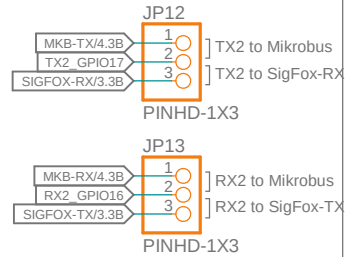 JP12
MKB-TX/4.3B 1 TX2 to Mikrobus
TX2_GPIO17 2
SIGFOX-RX/3.3B 3 TX2 to SigFox-RX
PINHD-1X3
JP13
MKB-RX/4.3B 1 RX2 to Mikrobus
RX2_GPIO16 2
SIGFOX-TX/3.3B 3 RX2 to SigFox-TX
PINHD-1X3